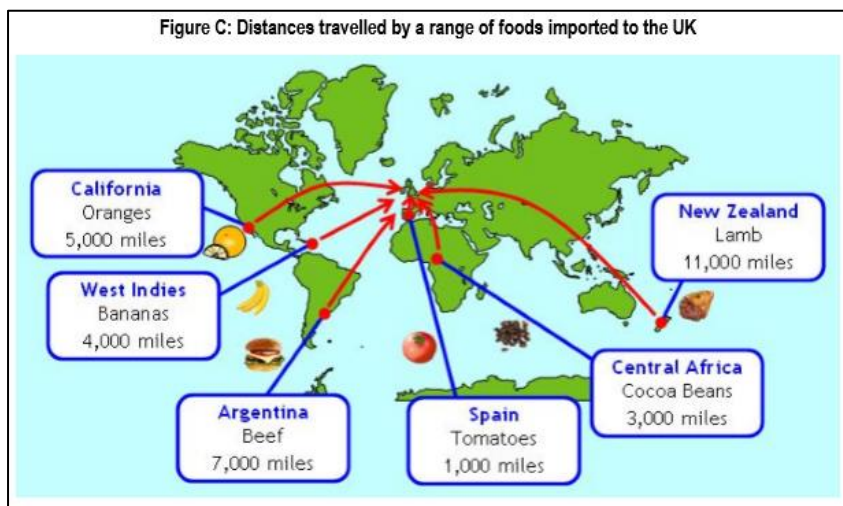 Figure C: Distances travelled by a range of foods imported to the UK
California
Oranges
5,000 miles
West Indies
Bananas
4,000 miles
Argentina
Beef
7,000 miles
Spain
Tomatoes
1,000 miles
Central Africa
Cocoa Beans
3,000 miles
New Zealand
Lamb
11,000 miles